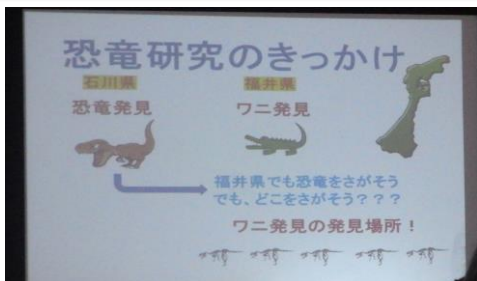 恐竜研究のきっかけ
石川県 福井県
恐竜発見 ワニ発見
福井県でも恐竜をさがそう
でも、どこをさがそう？？？
ワニ発見の発見場所！